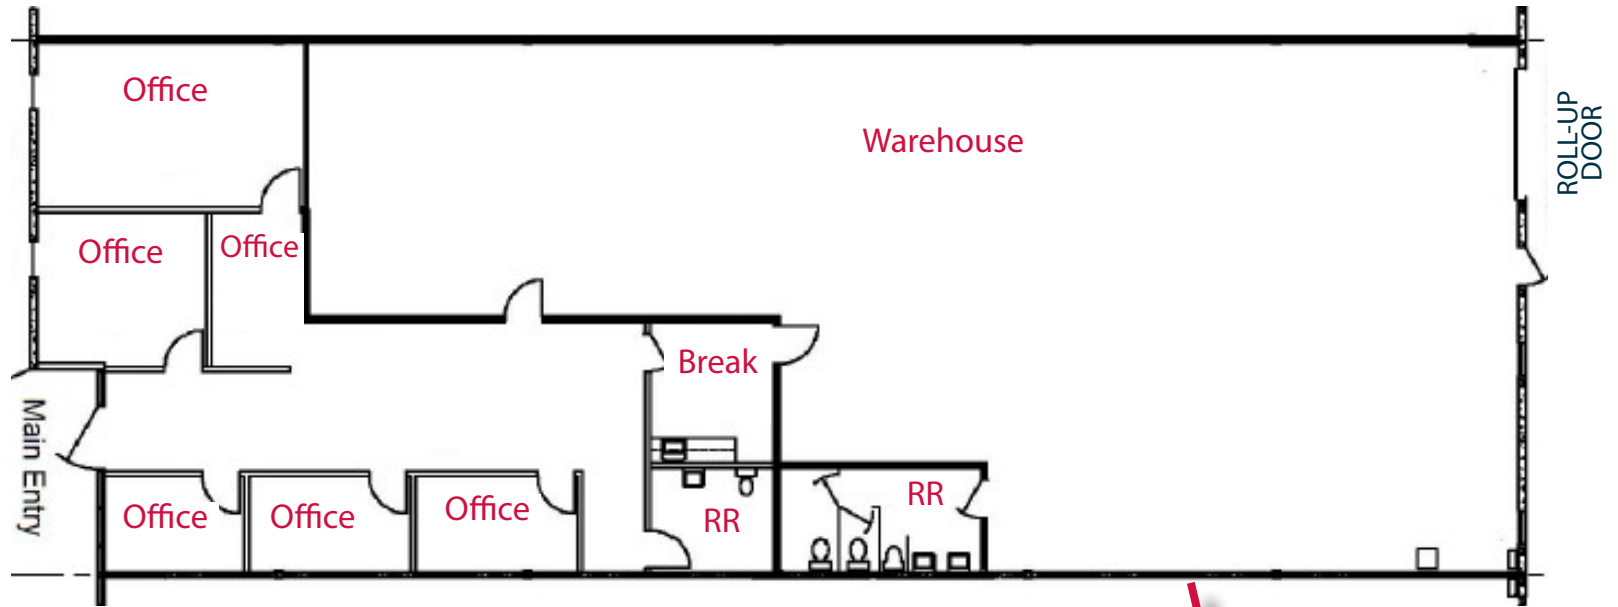 Office
Warehouse
ROLL-UP
DOOR
Office
Office
Break
Main Entry
Office
Office
Office
RR
RR